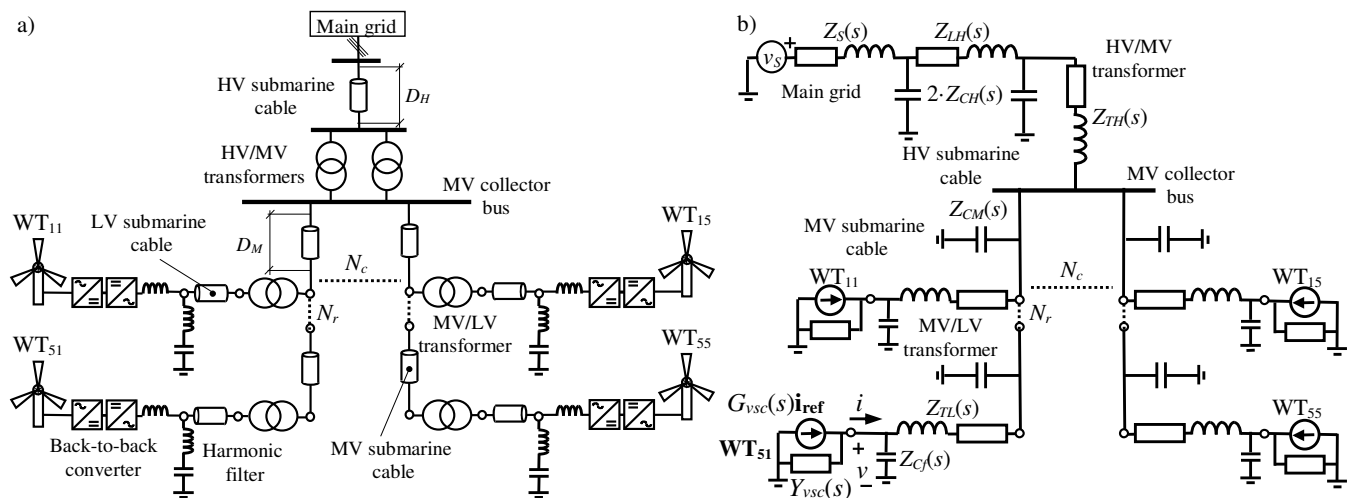 a)
Main grid
HV submarine
cable
D_H
HV/MV
transformers
MV collector
bus
WT_11
LV submarine
cable
D_M
WT_15
N_c
N_r
MV/LV
transformer
WT_51
WT_55
Back-to-back
converter
Harmonic
filter
MV submarine
cable
b)
Z_S(s)
Z_LH(s)
HV/MV
transformer
v_S
+
Main grid
2·Z_CH(s)
Z_TH(s)
HV submarine
cable
MV collector
bus
Z_CM(s)
MV submarine
cable
WT_11
N_c
WT_15
N_r
MV/LV
transformer
G_vsc(s)i_ref
i
Z_TL(s)
WT_55
WT_51
+
v
−
Z_Cf(s)
Y_vsc(s)